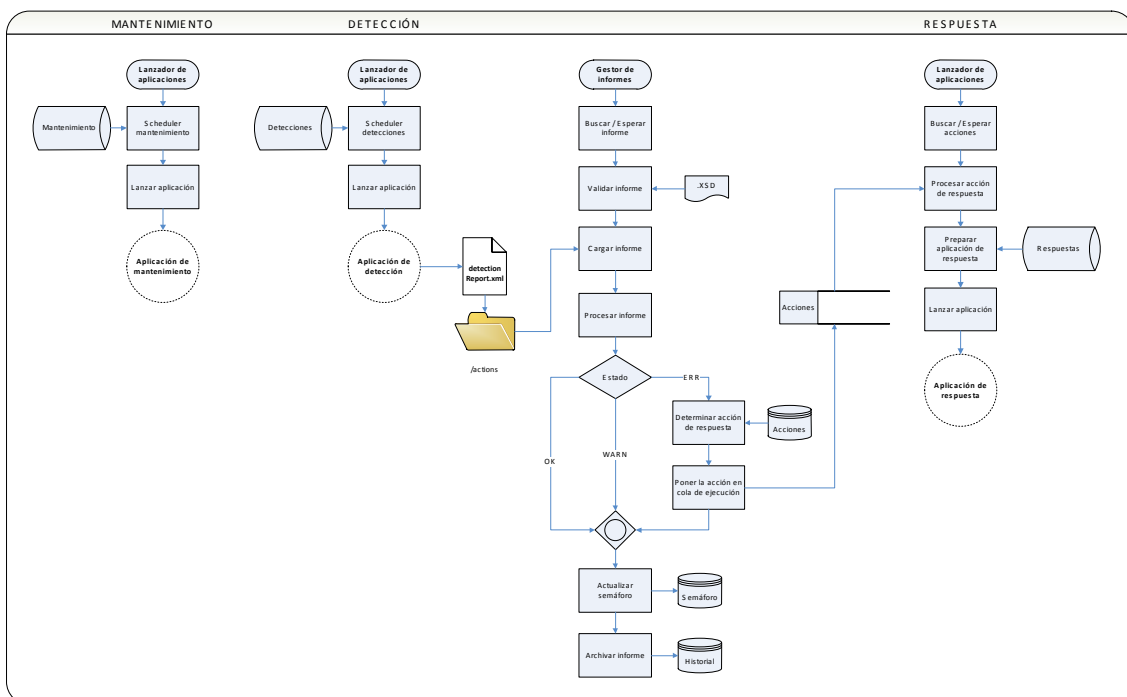 MANTENIMIENTO
DETECCIÓN
RESPUESTA
Lanzador de
aplicaciones
Mantenimiento
Scheduler
mantenimiento
Lanzar aplicación
Aplicación de
mantenimiento
Lanzador de
aplicaciones
Detecciones
Scheduler
detecciones
Lanzar aplicación
Aplicación de
detección
detection
Report.xml
/actions
Gestor de
informes
Buscar / Esperar
informe
Validar informe
.XSD
Cargar informe
Procesar informe
Estado
OK
WARN
ERR
Determinar acción
de respuesta
Acciones
Poner la acción en
cola de ejecución
Actualizar
semáforo
Semáforo
Archivar informe
Historial
Acciones
Lanzador de
aplicaciones
Buscar / Esperar
acciones
Procesar acción
de respuesta
Preparar
aplicación de
respuesta
Respuestas
Lanzar aplicación
Aplicación de
respuesta